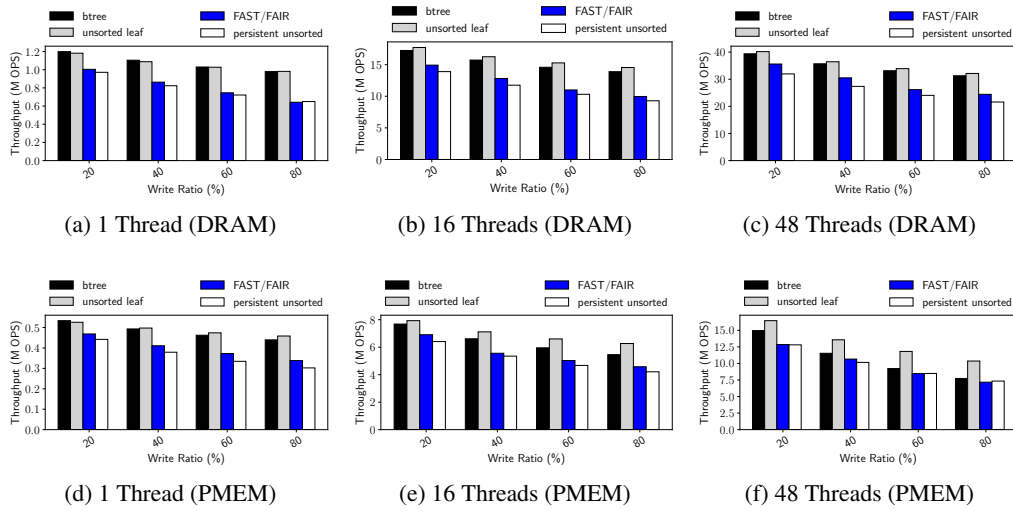 btree FAST/FAIR
unsorted leaf persistent unsorted
Throughput (M OPS)
1.2
1.0
0.8
0.6
0.4
0.2
0.0
20 40 60 80
Write Ratio (%)
(a) 1 Thread (DRAM)
btree FAST/FAIR
unsorted leaf persistent unsorted
Throughput (M OPS)
15
10
5
0
20 40 60 80
Write Ratio (%)
(b) 16 Threads (DRAM)
btree FAST/FAIR
unsorted leaf persistent unsorted
Throughput (M OPS)
40
30
20
10
0
20 40 60 80
Write Ratio (%)
(c) 48 Threads (DRAM)
btree FAST/FAIR
unsorted leaf persistent unsorted
Throughput (M OPS)
0.5
0.4
0.3
0.2
0.1
0.0
20 40 60 80
Write Ratio (%)
(d) 1 Thread (PMEM)
btree FAST/FAIR
unsorted leaf persistent unsorted
Throughput (M OPS)
8
6
4
2
0
20 40 60 80
Write Ratio (%)
(e) 16 Threads (PMEM)
btree FAST/FAIR
unsorted leaf persistent unsorted
Throughput (M OPS)
15.0
12.5
10.0
7.5
5.0
2.5
0.0
20 40 60 80
Write Ratio (%)
(f) 48 Threads (PMEM)